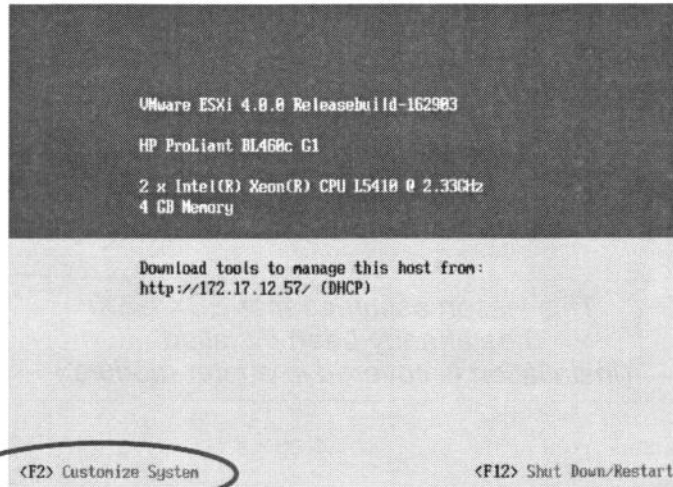 VMware ESXi 4.0.0 Releasebuild-162903
HP ProLiant BL460c G1
2 x Intel(R) Xeon(R) CPU L5410 @ 2.33GHz
4 GB Memory
Download tools to manage this host from:
http://172.17.12.57/ (DHCP)
<F2> Customize System
<F12> Shut Down/Restart